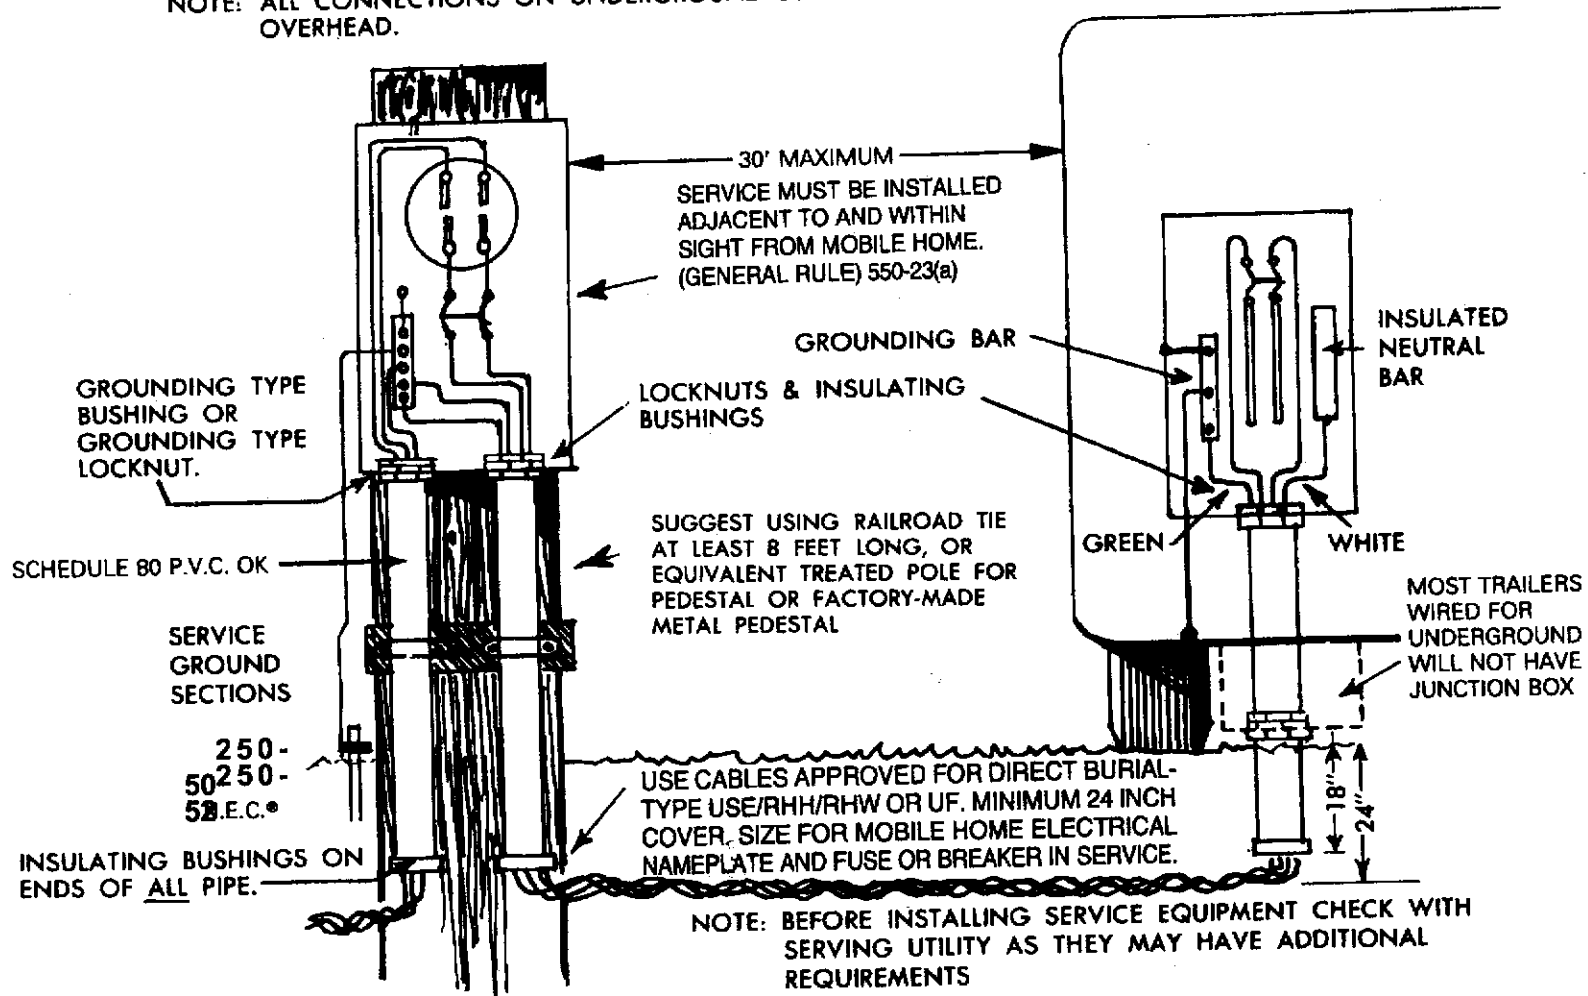 NOTE: ALL CONNECTIONS ON UNDERGROUND
OVERHEAD.
30' MAXIMUM
SERVICE MUST BE INSTALLED
ADJACENT TO AND WITHIN
SIGHT FROM MOBILE HOME.
(GENERAL RULE) 550-23(a)
GROUNDING BAR
INSULATED
NEUTRAL
BAR
GROUNDING TYPE
BUSHING OR
GROUNDING TYPE
LOCKNUT.
LOCKNUTS & INSULATING
BUSHINGS
GREEN
WHITE
SCHEDULE 80 P.V.C. OK
SUGGEST USING RAILROAD TIE
AT LEAST 8 FEET LONG, OR
EQUIVALENT TREATED POLE FOR
PEDESTAL OR FACTORY-MADE
METAL PEDESTAL
MOST TRAILERS
WIRED FOR
UNDERGROUND
WILL NOT HAVE
JUNCTION BOX
SERVICE
GROUND
SECTIONS
250-
50250-
.E.C.®
USE CABLES APPROVED FOR DIRECT BURIAL-
TYPE USE/RHH/RHW OR UF. MINIMUM 24 INCH
COVER, SIZE FOR MOBILE HOME ELECTRICAL
NAMEPLATE AND FUSE OR BREAKER IN SERVICE.
18"
24"
INSULATING BUSHINGS ON
ENDS OF ALL PIPE.
NOTE: BEFORE INSTALLING SERVICE EQUIPMENT CHECK WITH
SERVING UTILITY AS THEY MAY HAVE ADDITIONAL
REQUIREMENTS